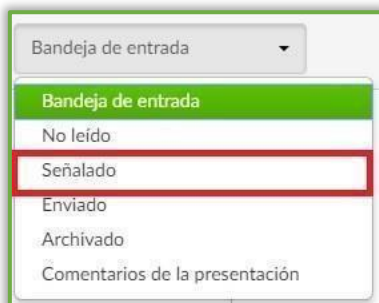 Bandeja de entrada
Bandeja de entrada
No leído
Señalado
Enviado
Archivado
Comentarios de la presentación